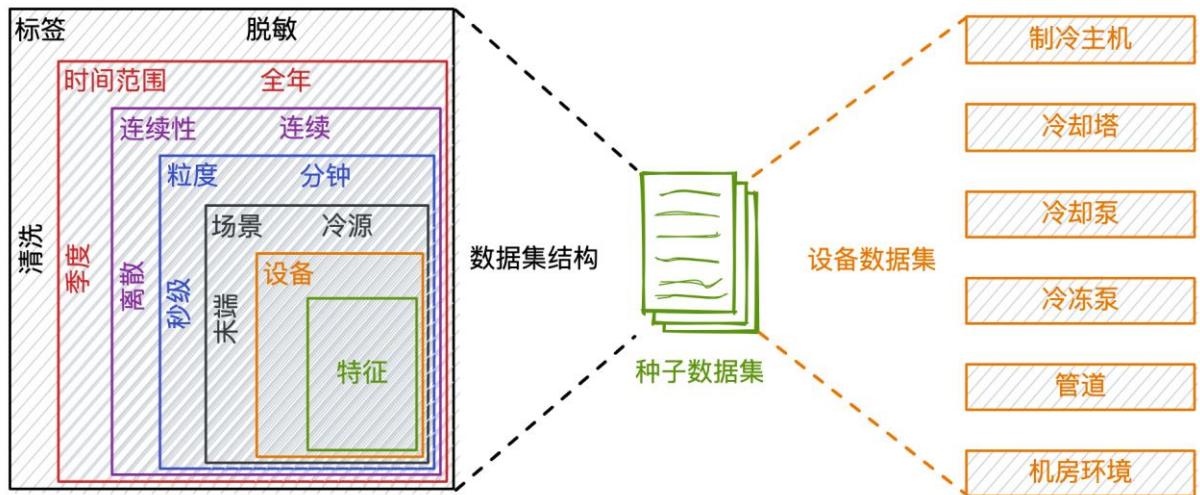 标签 脱敏
清洗
时间范围 全年
季度
连续性 连续
离散
粒度 分钟
秒级
场景 冷源
末端
设备
特征
数据集结构
种子数据集
设备数据集
制冷主机
冷却塔
冷却泵
冷冻泵
管道
机房环境